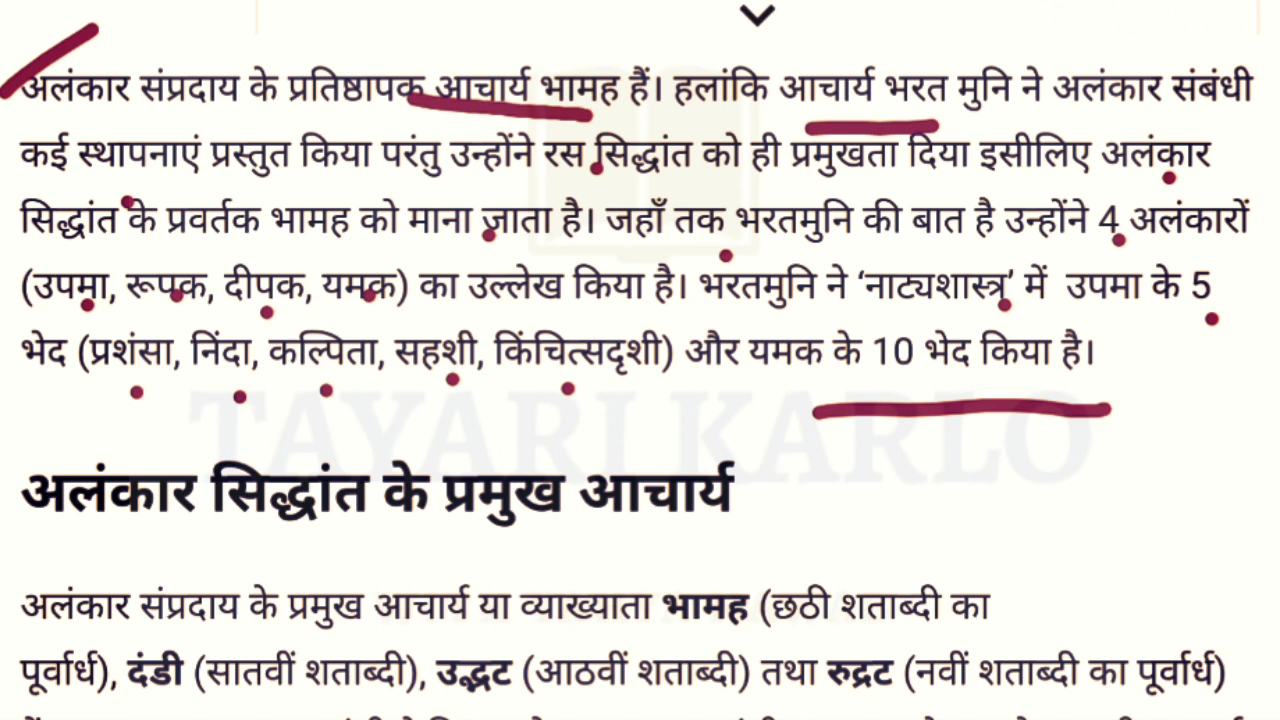 अलंकार संप्रदाय के प्रतिष्ठापक आचार्य भामह हैं। हलांकि आचार्य भरत मुनि ने अलंकार संबंधी
कई स्थापनाएं प्रस्तुत किया परंतु उन्होंने रस सिद्धांत को ही प्रमुखता दिया इसीलिए अलंकार
सिद्धांत के प्रवर्तक भामह को माना जाता है। जहाँ तक भरतमुनि की बात है उन्होंने 4 अलंकारों
(उपमा, रूपक, दीपक, यमक) का उल्लेख किया है। भरतमुनि ने ‘नाट्यशास्त्र’ में उपमा के 5
भेद (प्रशंसा, निंदा, कल्पिता, सहशी, किंचित्सदृशी) और यमक के 10 भेद किया है।
TAYARI KARLO
अलंकार सिद्धांत के प्रमुख आचार्य
अलंकार संप्रदाय के प्रमुख आचार्य या व्याख्याता भामह (छठी शताब्दी का
पूर्वार्ध), दंडी (सातवीं शताब्दी), उद्भट (आठवीं शताब्दी) तथा रुद्रट (नवीं शताब्दी का पूर्वार्ध)